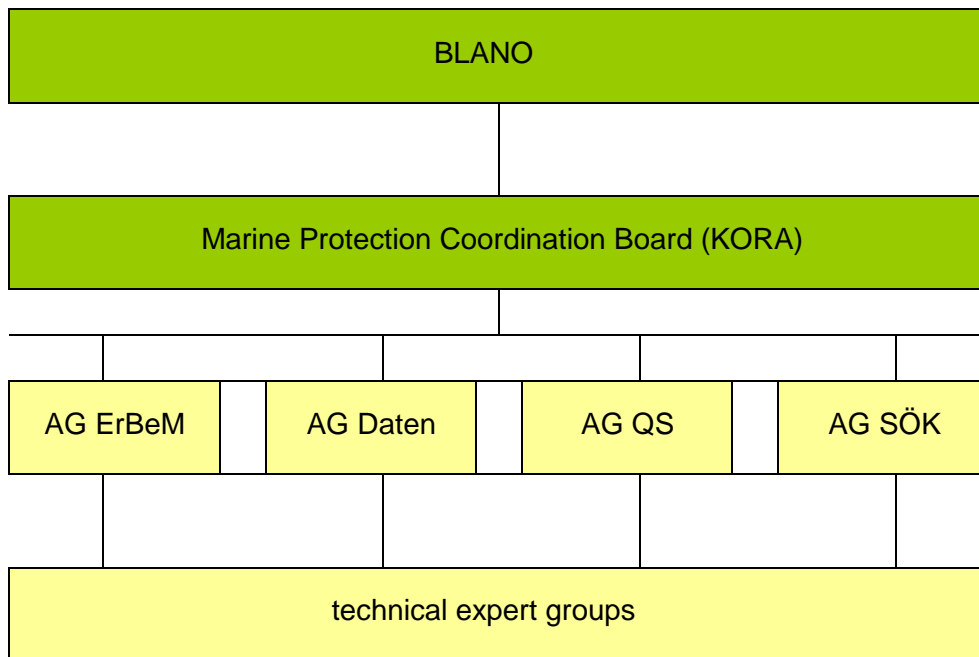 BLANO
Marine Protection Coordination Board (KORA)
AG ErBeM
AG Daten
AG QS
AG SÖK
technical expert groups